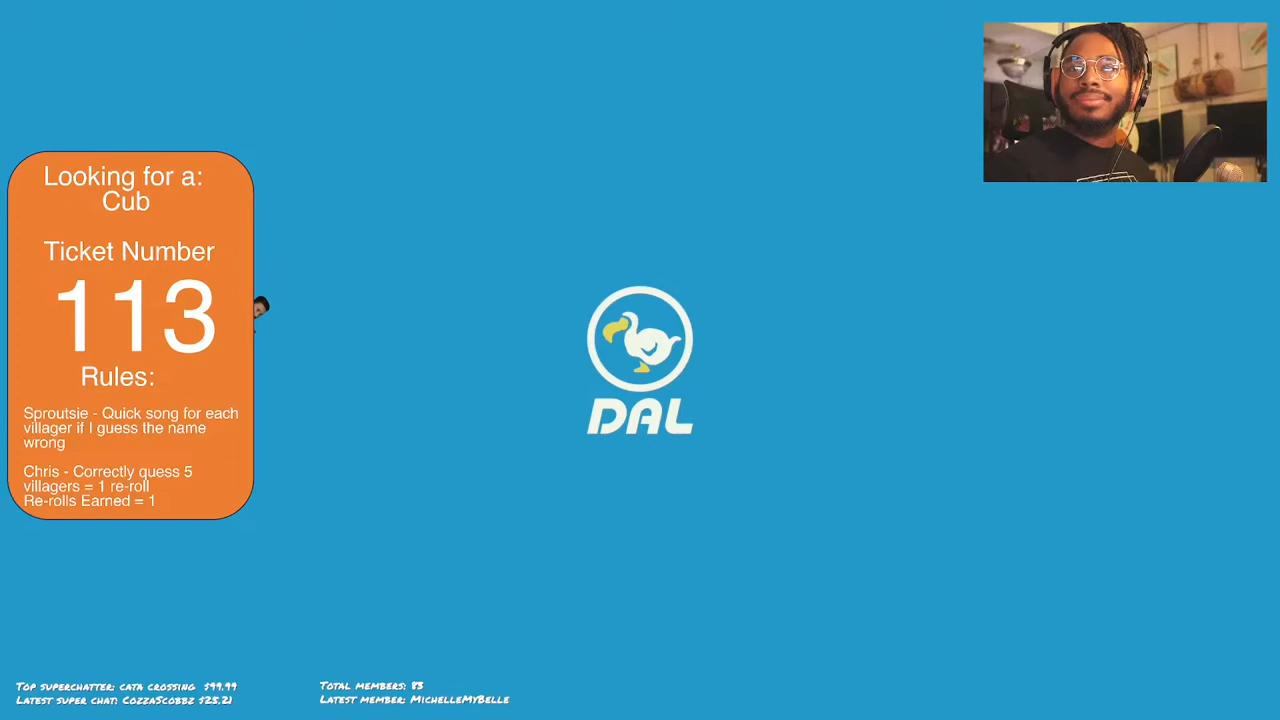 Looking for a:
Cub
Ticket Number
113
Rules:
Sproutsie - Quick song for each
villager if I guess the name
wrong
Chris - Correctly quess 5
villagers = 1 re-roll
Re-rolls Earned = 1
DAL
Top superchatter: cata crossing $99.99
Latest super chat: CozzaScobbz $25.21
Total members: 83
Latest member: MichelleMyBelle